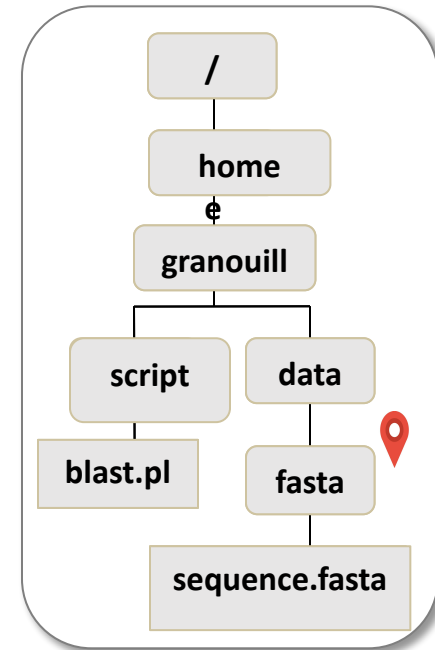 /
home
e
granouill
script
data
blast.pl
fasta
sequence.fasta